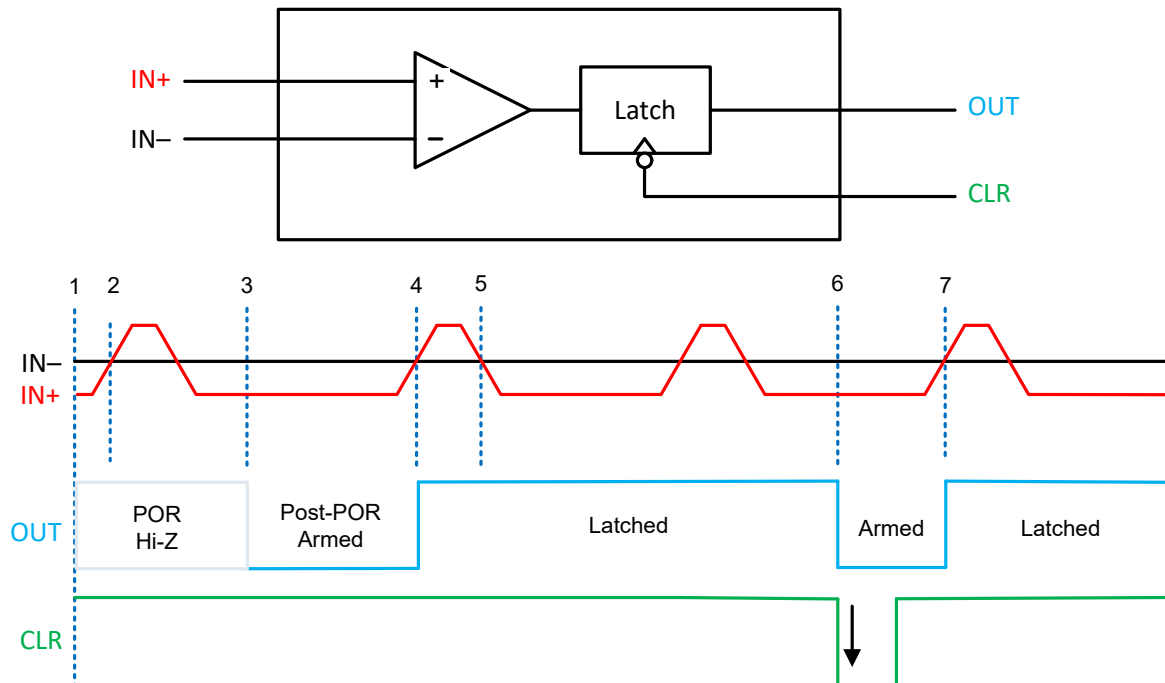 IN+
IN–
+
–
Latch
OUT
CLR
1 2 3 4 5 6 7
IN–
IN+
OUT
POR
Hi-Z
Post-POR
Armed
Latched
Armed
Latched
CLR